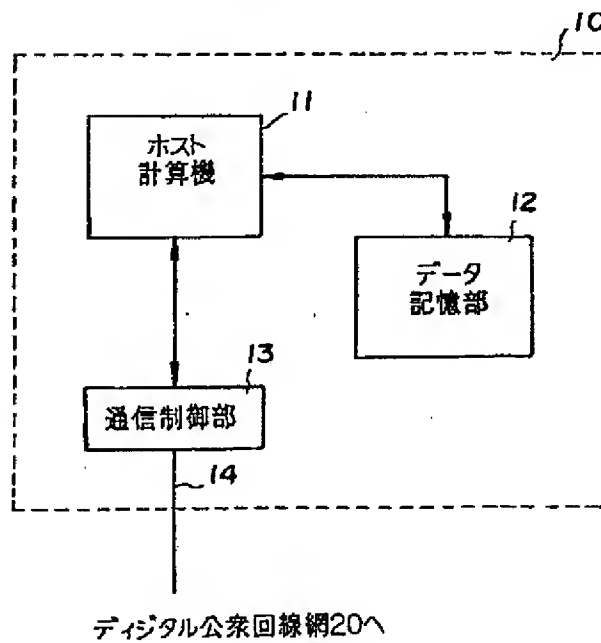 10
11
ホスト
計算機
12
データ
記憶部
13
通信制御部
14
ディジタル公衆回線網20へ